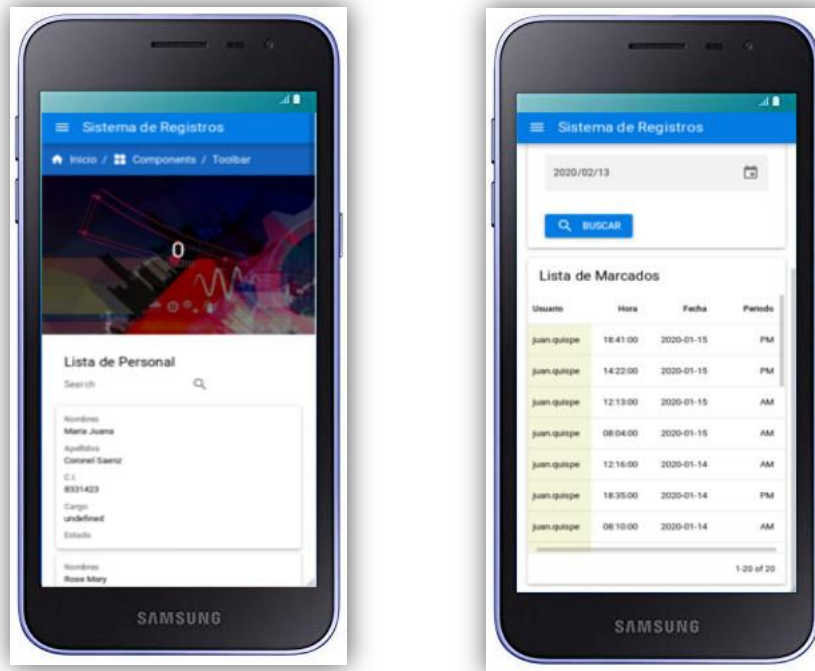 Sistema de Registros
Inicio / Components / Toolbar
0
Lista de Personal
Search
Nombres
Maria Juana
Apellidos
Coronel Saenz
C.I.
8331423
Cargo
undefined
Estado
Nombres
Rose Mary
SAMSUNG
Sistema de Registros
2020/02/13
BUSCAR
Lista de Marcados
Usuario Hora Fecha Periodo
juan.quispe 18:41:00 2020-01-15 PM
juan.quispe 14:22:00 2020-01-15 PM
juan.quispe 12:13:00 2020-01-15 AM
juan.quispe 08:04:00 2020-01-15 AM
juan.quispe 12:16:00 2020-01-14 AM
juan.quispe 18:35:00 2020-01-14 PM
juan.quispe 08:10:00 2020-01-14 AM
1-20 of 20
SAMSUNG